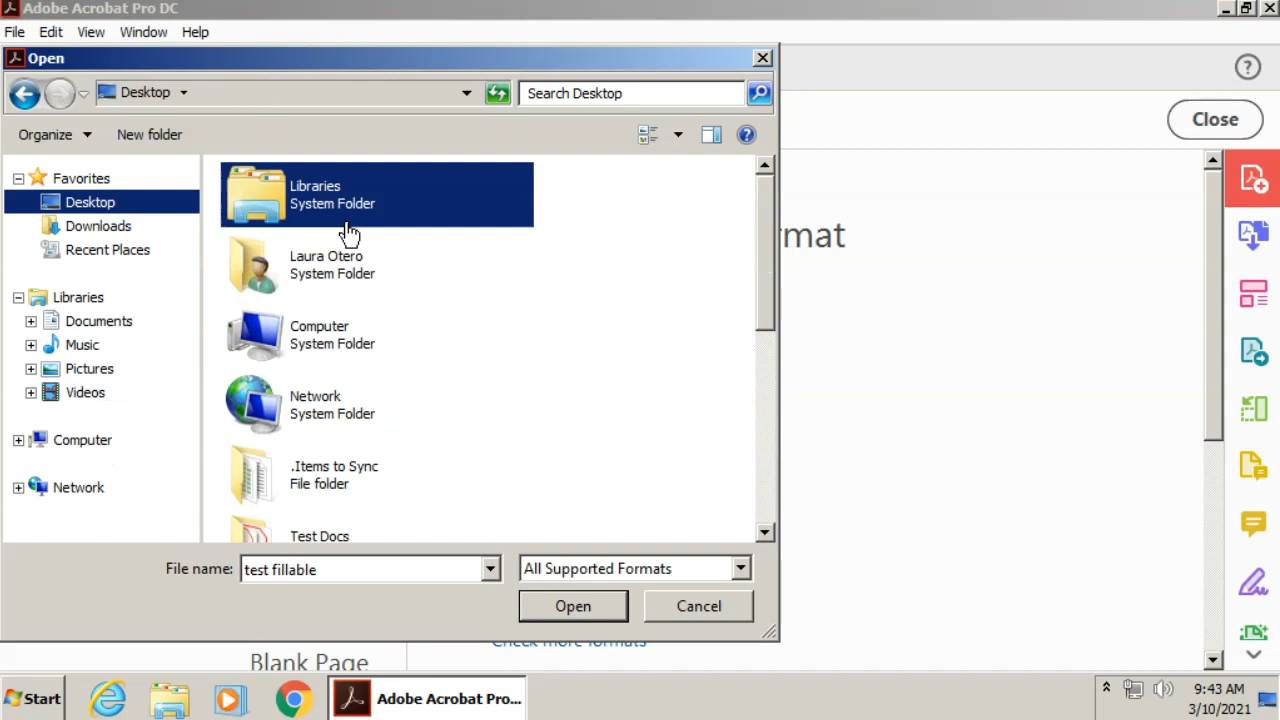 Adobe Acrobat Pro DC
File Edit View Window Help
Open
Desktop
Search Desktop
Organize New folder
Close
Favorites
Desktop
Downloads
Recent Places
Libraries
Documents
Music
Pictures
Videos
Computer
Network
Libraries
System Folder
Laura Otero
System Folder
Computer
System Folder
Network
System Folder
.Items to Sync
File folder
Test Docs
rmat
File name: test fillable
All Supported Formats
Open Cancel
Check more formats
Blank Page
Start
Adobe Acrobat Pro...
9:43 AM
3/10/2021